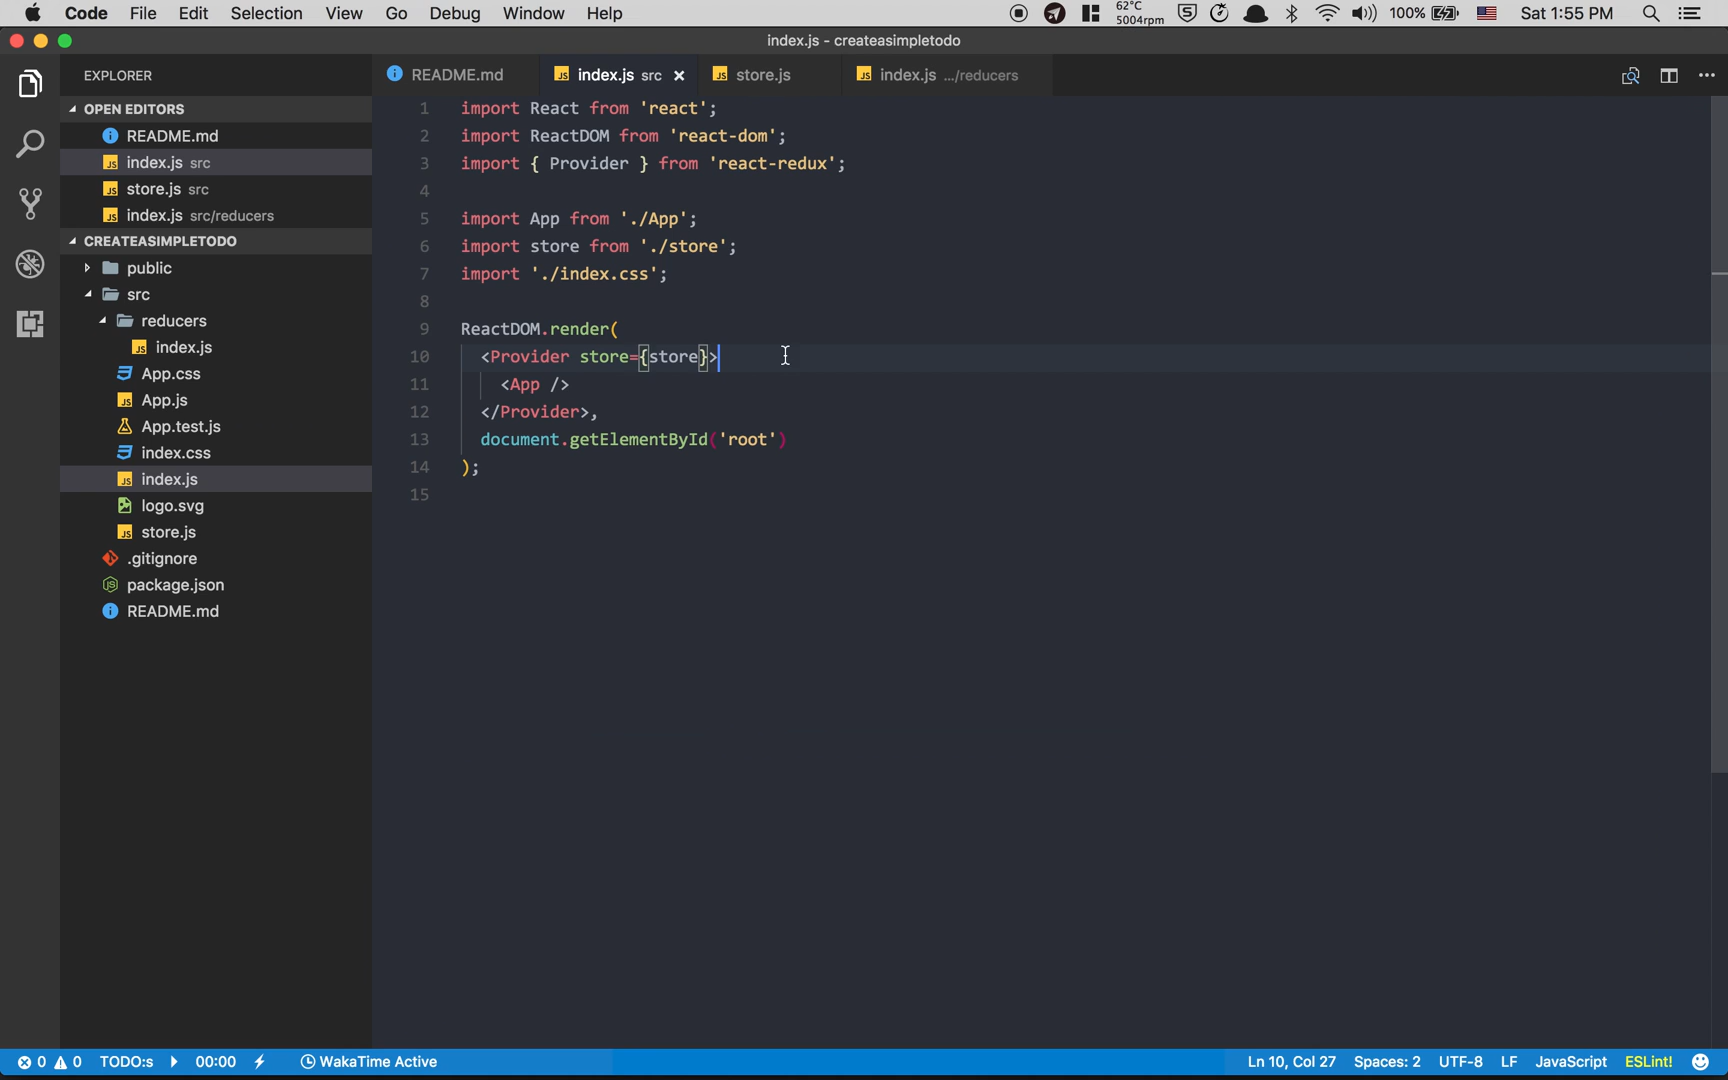 Code File Edit Selection View Go Debug Window Help 62°C 5004rpm 100% Sat 1:55 PM
index.js - createasimpletodo
EXPLORER
OPEN EDITORS
README.md
index.js src
store.js src
index.js src/reducers
CREATEASIMPLETODO
public
src
reducers
index.js
App.css
App.js
App.test.js
index.css
index.js
logo.svg
store.js
.gitignore
package.json
README.md
README.md index.js src store.js index.js .../reducers
1 import React from 'react';
2 import ReactDOM from 'react-dom';
3 import { Provider } from 'react-redux';
4
5 import App from './App';
6 import store from './store';
7 import './index.css';
8
9 ReactDOM.render(
10 <Provider store={store}>
11 <App />
12 </Provider>,
13 document.getElementById('root')
14 );
15
0 0 TODO:s 00:00 WakaTime Active Ln 10, Col 27 Spaces: 2 UTF-8 LF JavaScript ESLint!